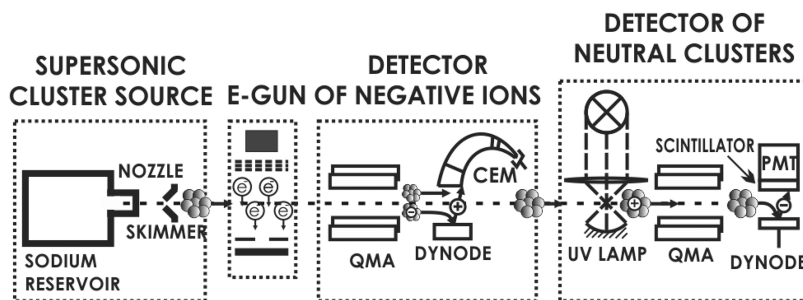 SUPERSONIC
CLUSTER SOURCE
E-GUN
DETECTOR
OF NEGATIVE IONS
DETECTOR OF
NEUTRAL CLUSTERS
NOZZLE
SKIMMER
SODIUM
RESERVOIR
e⁻ e⁻
e⁻ e⁻
QMA
CEM
+
-
DYNODE
UV LAMP
+
QMA
SCINTILLATOR
PMT
-
DYNODE